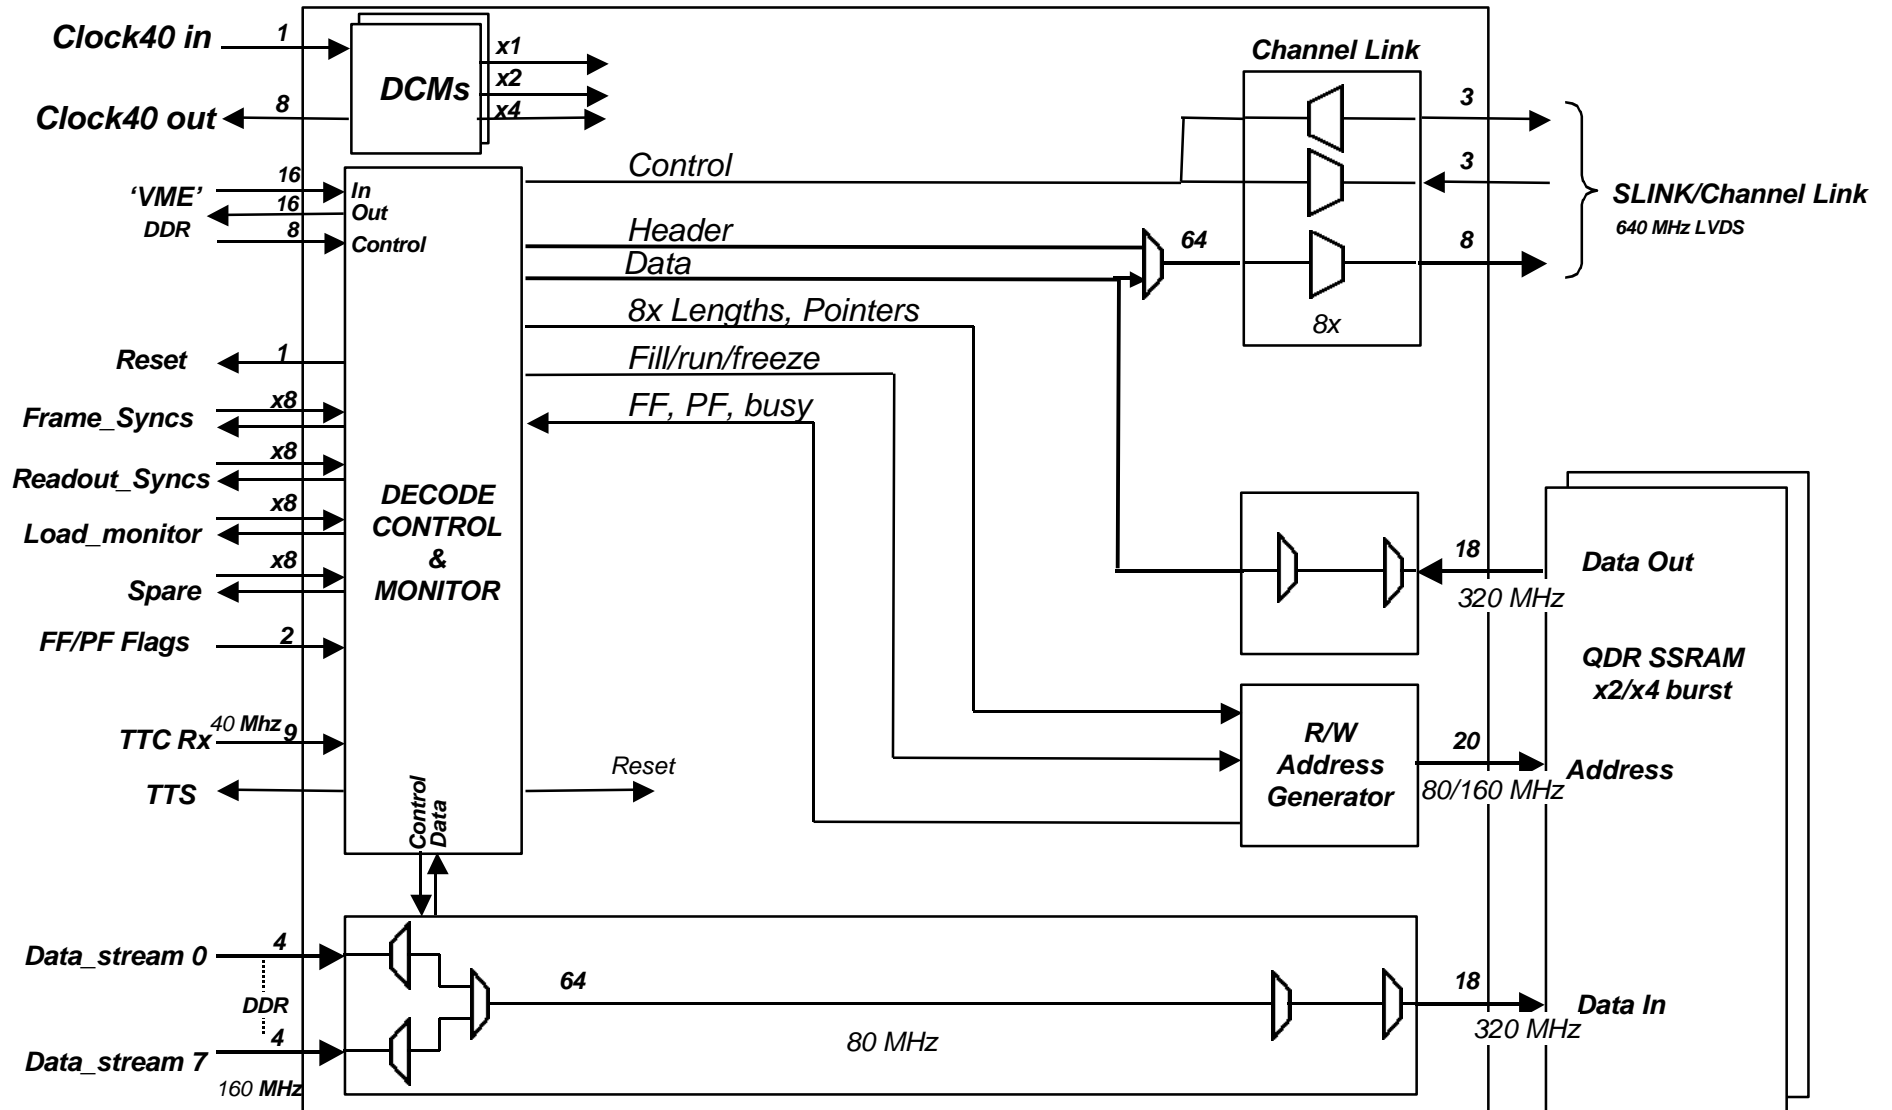 Clock40 in
1
Clock40 out
8
DCMs
x1
x2
x4
Channel Link
3
3
8
SLINK/Channel Link
640 MHz LVDS
'VME'
DDR
16
16
8
In
Out
Control
Control
Header
Data
64
8x
8x Lengths, Pointers
Fill/run/freeze
FF, PF, busy
Reset
1
Frame_Syncs
x8
Readout_Syncs
x8
Load_monitor
x8
Spare
x8
FF/PF Flags
2
TTC Rx
40 Mhz
9
TTS
DECODE
CONTROL
&
MONITOR
Control
Data
Reset
18
320 MHz
Data Out
QDR SSRAM
x2/x4 burst
R/W
Address
Generator
20
80/160 MHz
Address
Data_stream 0
4
DDR
4
Data_stream 7
160 MHz
64
80 MHz
18
320 MHz
Data In